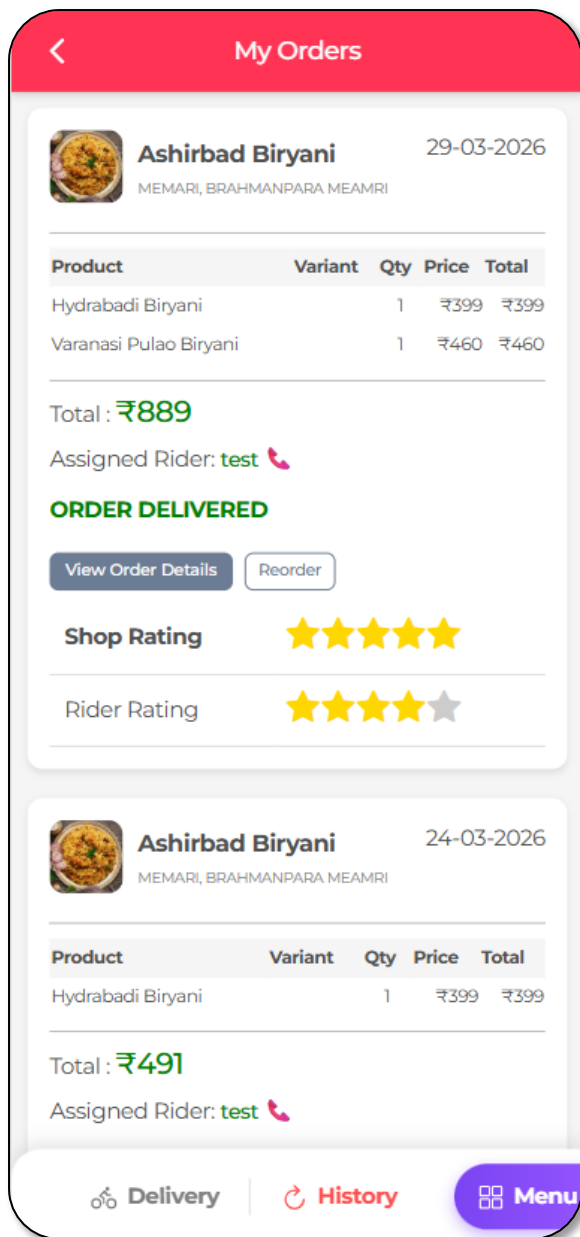 My Orders
Ashirbad Biryani 29-03-2026
MEMARI, BRAHMANPARA MEAMRI
Product Variant Qty Price Total
Hydrabadi Biryani 1 ₹399 ₹399
Varanasi Pulao Biryani 1 ₹460 ₹460
Total : ₹889
Assigned Rider: test
ORDER DELIVERED
View Order Details Reorder
Shop Rating
Rider Rating
Ashirbad Biryani 24-03-2026
MEMARI, BRAHMANPARA MEAMRI
Product Variant Qty Price Total
Hydrabadi Biryani 1 ₹399 ₹399
Total : ₹491
Assigned Rider: test
Delivery History Menu